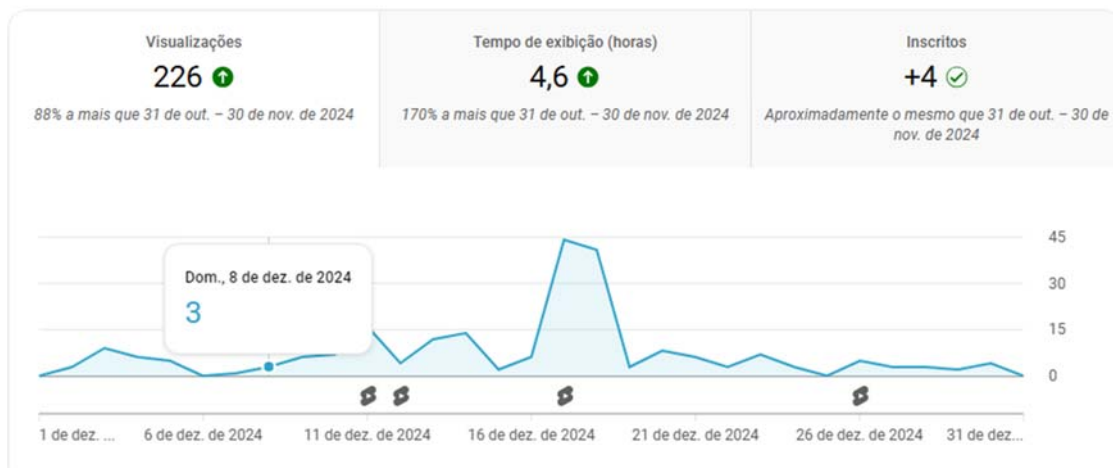 Visualizações
226
88% a mais que 31 de out. – 30 de nov. de 2024
Tempo de exibição (horas)
4,6
170% a mais que 31 de out. – 30 de nov. de 2024
Inscritos
+4
Aproximadamente o mesmo que 31 de out. – 30 de
nov. de 2024
Dom., 8 de dez. de 2024
3
45
30
15
0
1 de dez. ...
6 de dez. de 2024
11 de dez. de 2024
16 de dez. de 2024
21 de dez. de 2024
26 de dez. de 2024
31 de dez...